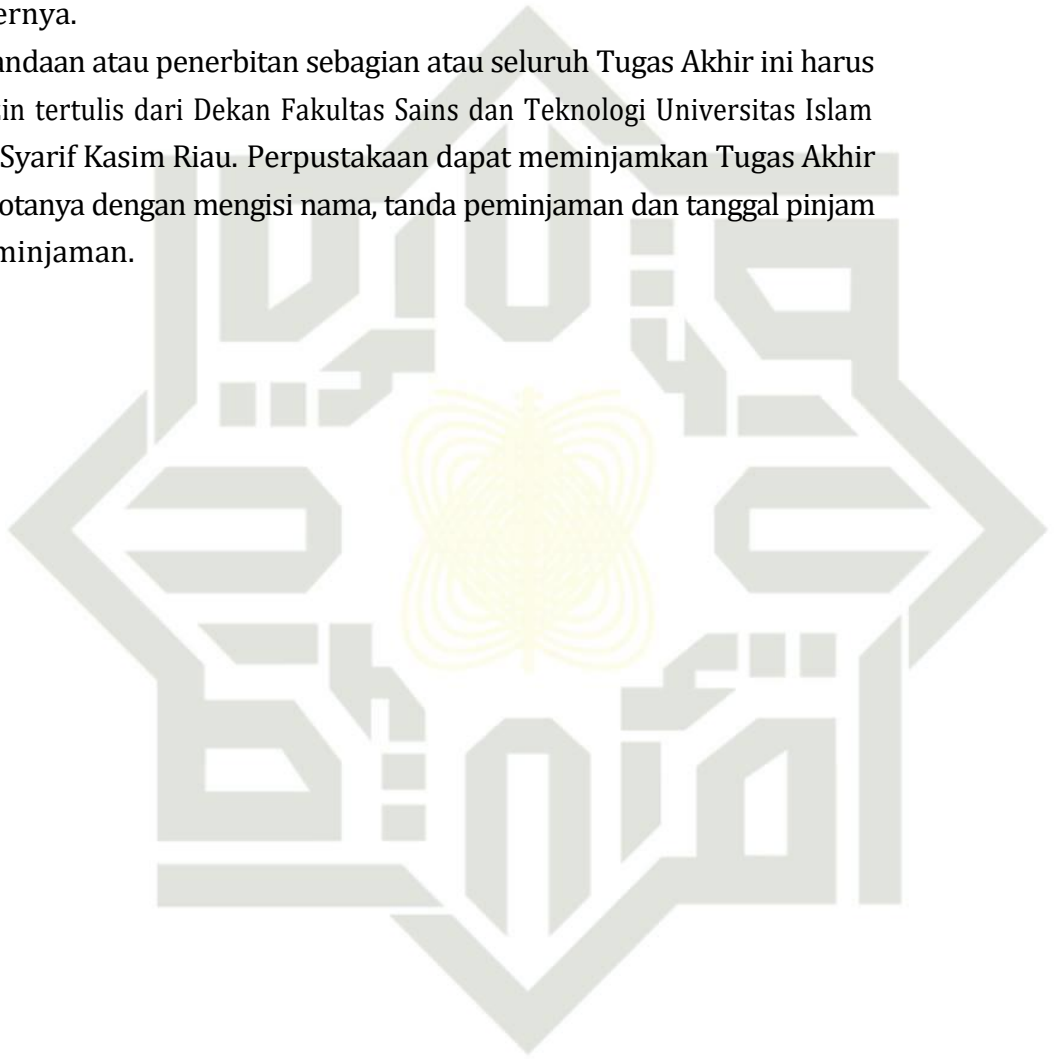 ernya.
andaan atau penerbitan sebagian atau seluruh Tugas Akhir ini harus
in tertulis dari Dekan Fakultas Sains dan Teknologi Universitas Islam
Syarif Kasim Riau. Perpustakaan dapat meminjamkan Tugas Akhir
otanya dengan mengisi nama, tanda peminjaman dan tanggal pinjam
minjaman.